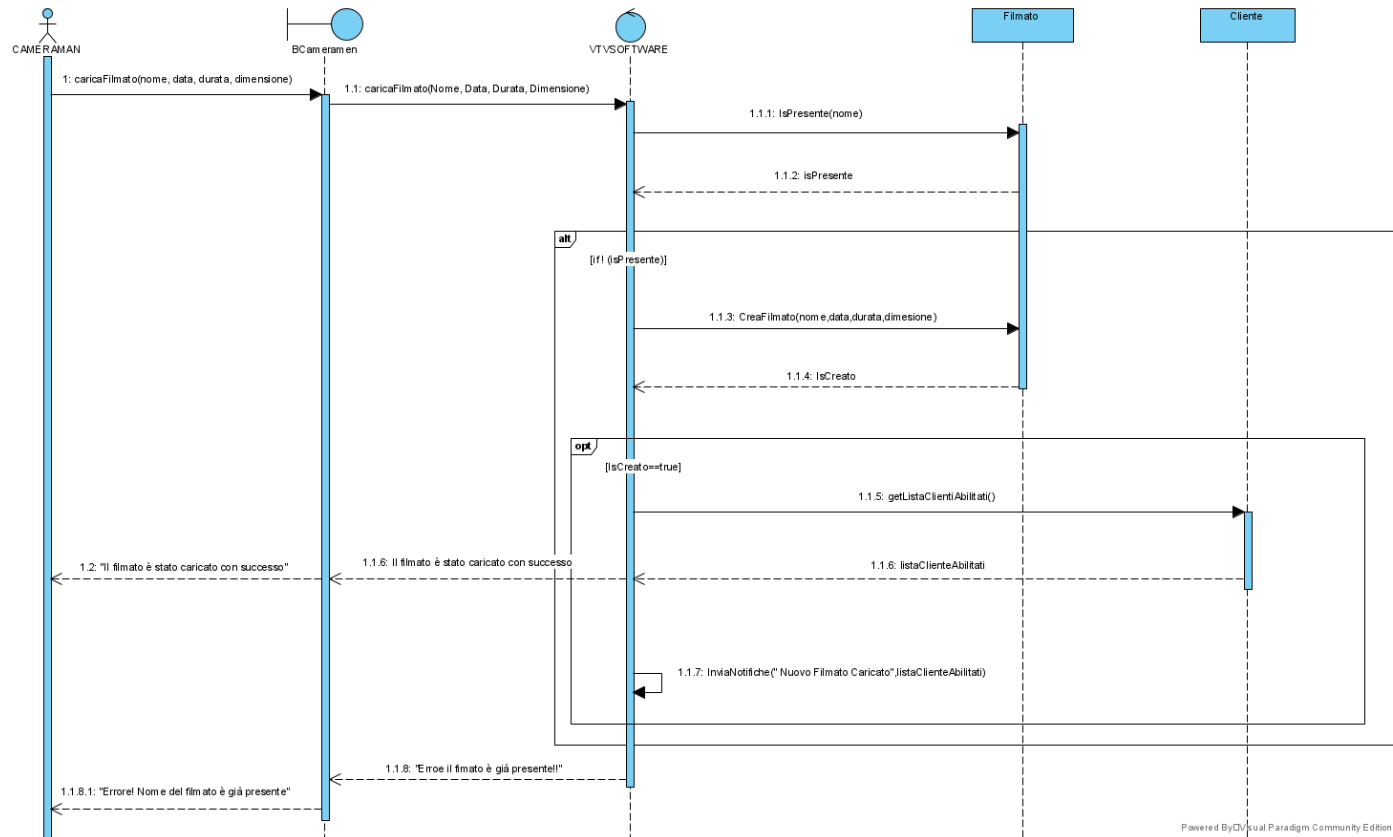 CAMERAMAN
BCameramen
VTVSOFTWARE
Filmato
Cliente
1: caricaFilmato(nome, data, durata, dimensione)
1.1: caricaFilmato(Nome, Data, Durata, Dimensione)
1.1.1: IsPresente(nome)
1.1.2: isPresente
alt
[if! (isPresente)]
1.1.3: CreaFilmato(nome,data,durata,dimesione)
1.1.4: IsCreato
opt
[IsCreato==true]
1.1.5: getListaClientiAbilitati()
1.2: "Il filmato è stato caricato con successo"
1.1.6: Il filmato è stato caricato con successo
1.1.6: listaClienteAbilitati
1.1.7: InviaNotifiche(" Nuovo Filmato Caricato",listaClienteAbilitati)
1.1.8: "Erroe il fimato è già presente!!"
1.1.8.1: "Errore! Nome del filmato è già presente"
Powered By Visual Paradigm Community Edition